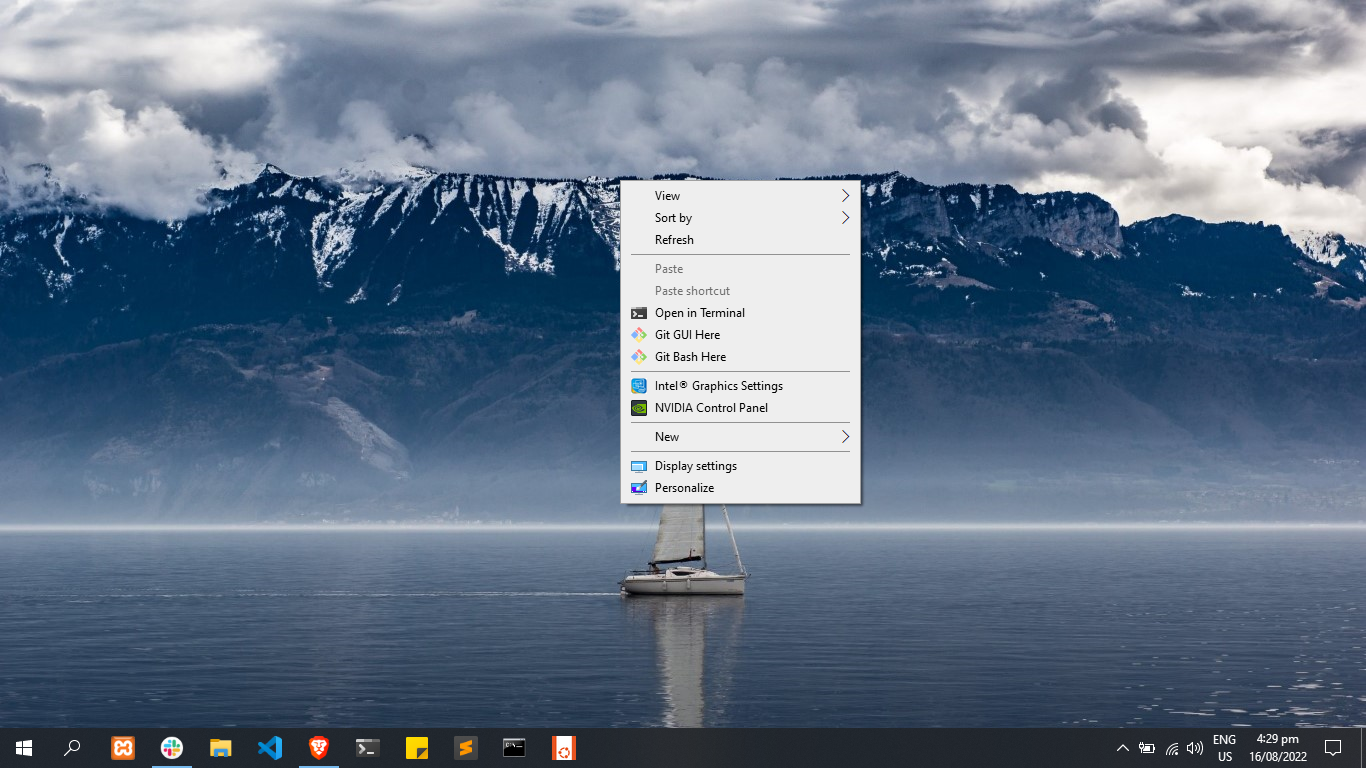 View
Sort by
Refresh
Paste
Paste shortcut
Open in Terminal
Git GUI Here
Git Bash Here
Intel® Graphics Settings
NVIDIA Control Panel
New
Display settings
Personalize
ENG
US
4:29 pm
16/08/2022